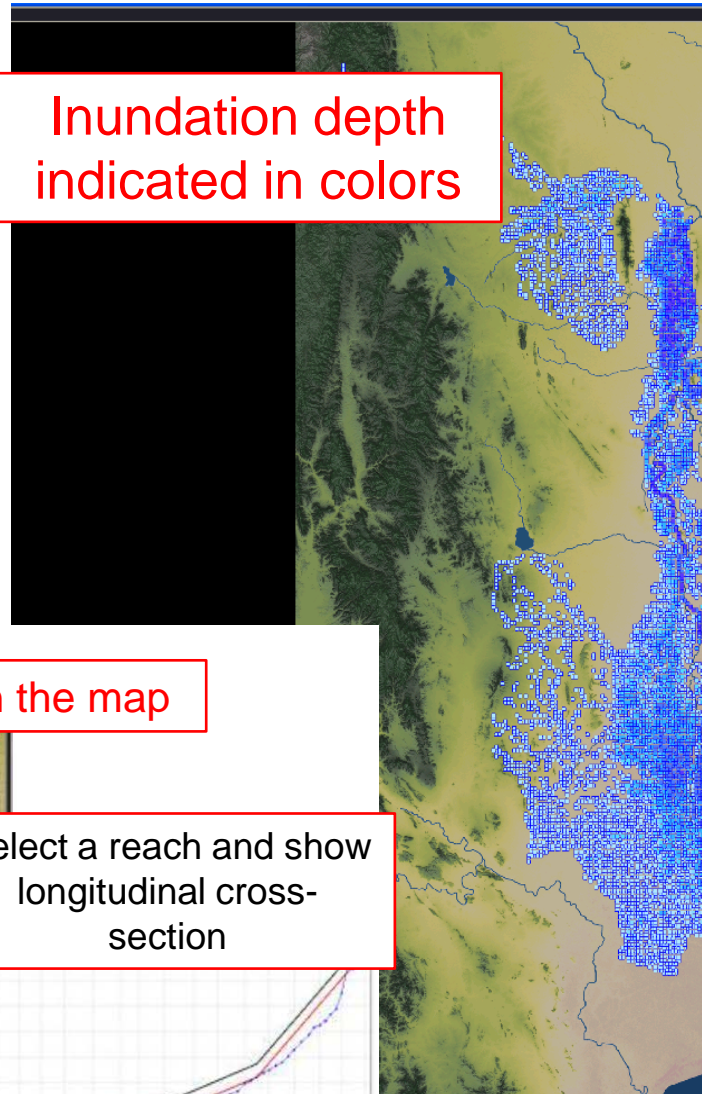 Inundation depth
indicated in colors
the map
elect a reach and show
longitudinal cross-
section